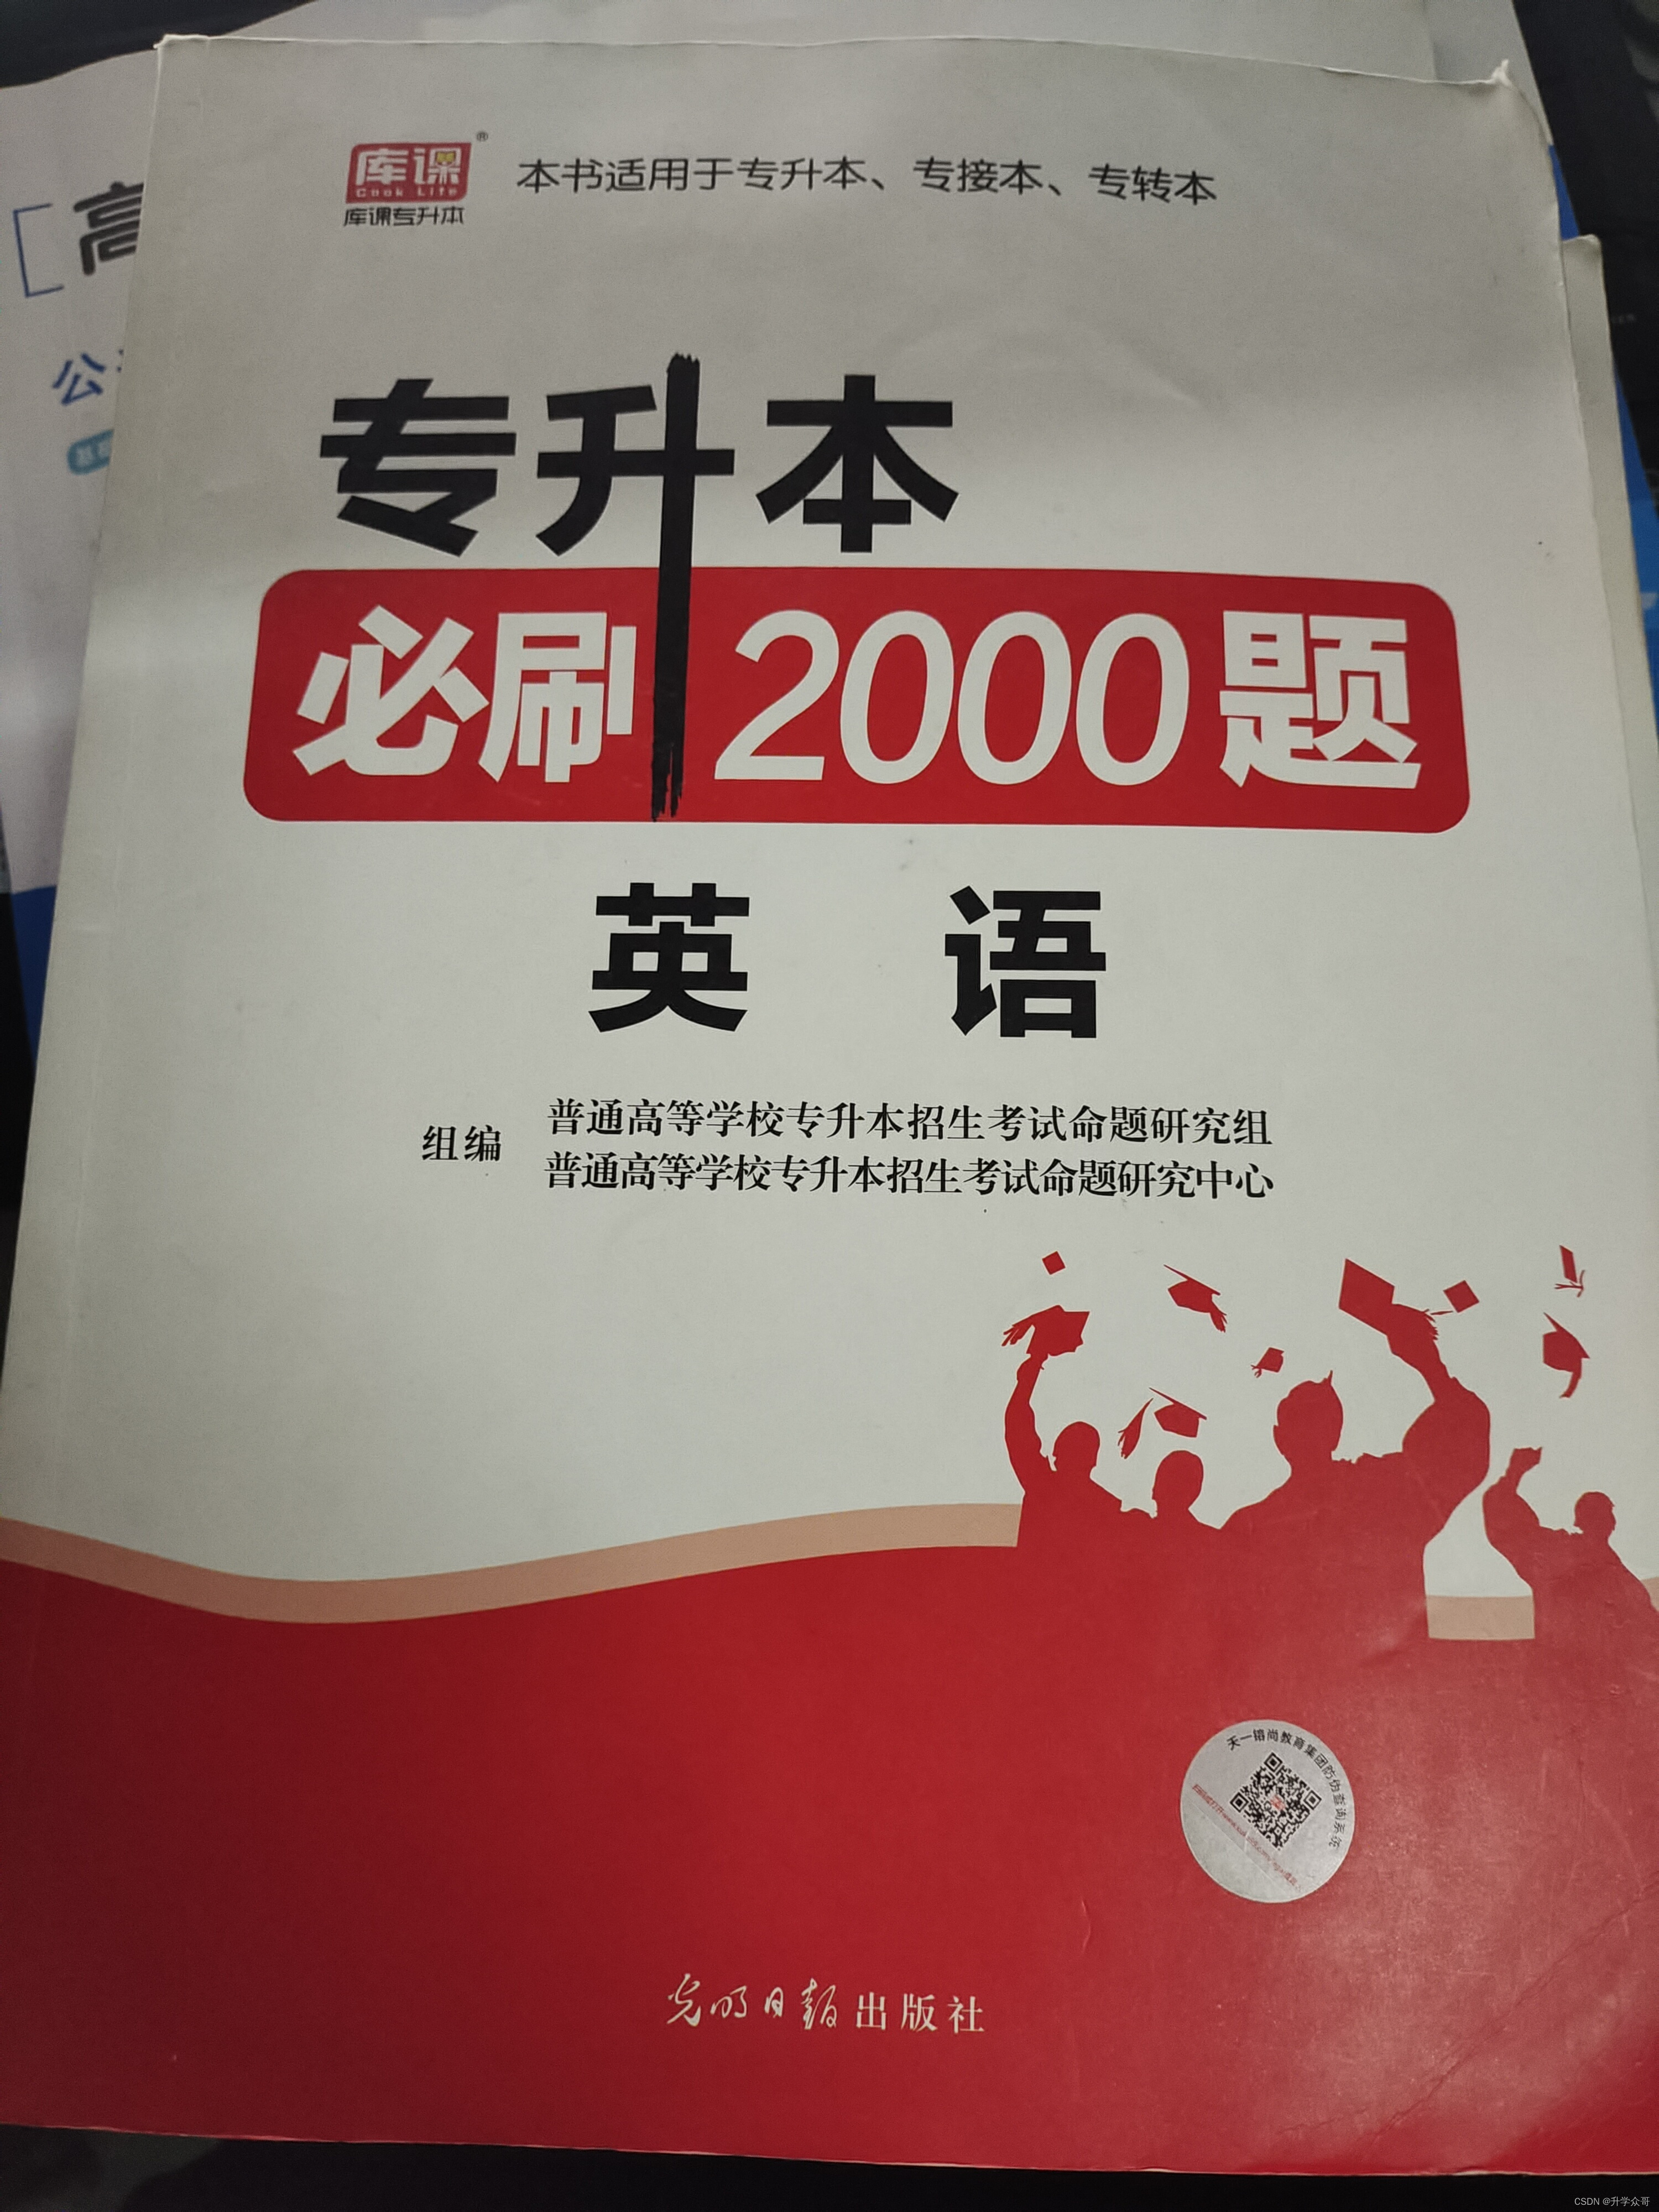 库课®
Cook Life
库课专升本
本书适用于专升本、专接本、专转本
高
公
专升本
必刷2000题
英 语
组编
普通高等学校专升本招生考试命题研究组
普通高等学校专升本招生考试命题研究中心
天一镕尚教育集团防伪查询系统
光明日报出版社
CSDN @升学众哥